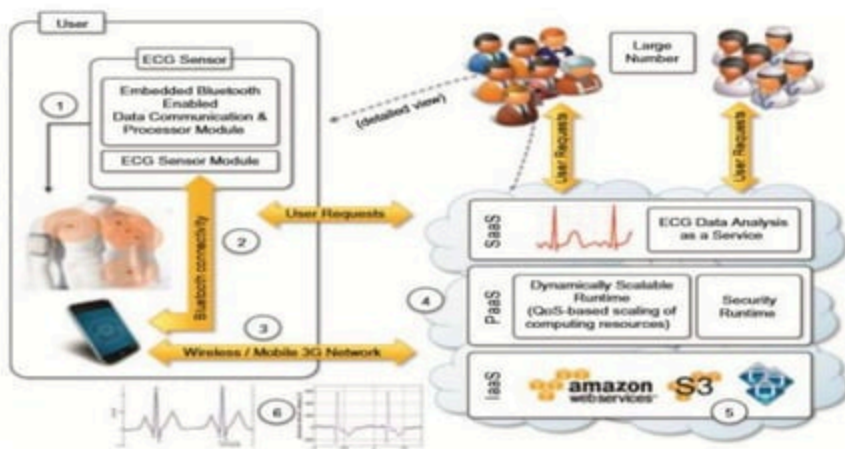 User
ECG Sensor
Embedded Bluetooth
Enabled
Data Communication &
Processor Module
ECG Sensor Module
1
2
Bluetooth connectivity
3
Wireless / Mobile 3G Network
User Requests
(detailed view)
Large
Number
User Requests
User Requests
SaaS
ECG Data Analysis
as a Service
4
PaaS
Dynamically Scalable
Runtime
(QoS-based scaling of
computing resources)
Security
Runtime
IaaS
amazon
webservices
S3
5
6